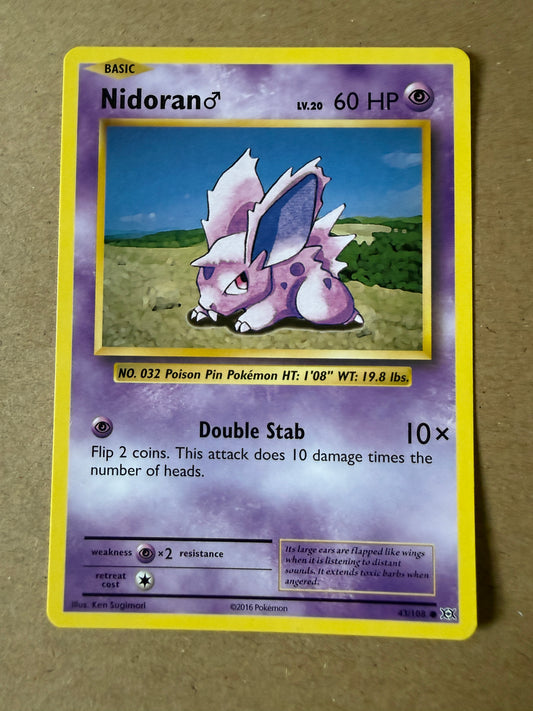 BASIC
Nidoran♂ LV.20 60 HP
NO. 032 Poison Pin Pokémon HT: 1'08" WT: 19.8 lbs.
Double Stab 10×
Flip 2 coins. This attack does 10 damage times the
number of heads.
weakness ×2 resistance
retreat
cost
Its large ears are flapped like wings
when it is listening to distant
sounds. It extends toxic barbs when
angered.
Illus. Ken Sugimori
©2016 Pokémon
43/108